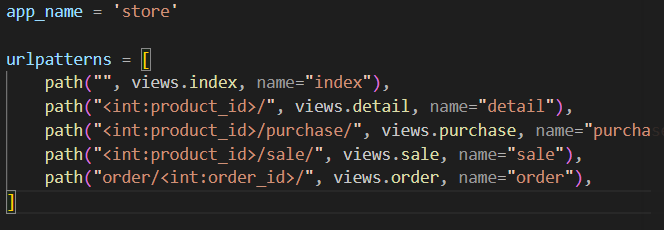 app_name = 'store'
urlpatterns = [
path("", views.index, name="index"),
path("<int:product_id>/", views.detail, name="detail"),
path("<int:product_id>/purchase/", views.purchase, name="purchas
path("<int:product_id>/sale/", views.sale, name="sale"),
path("order/<int:order_id>/", views.order, name="order"),
]